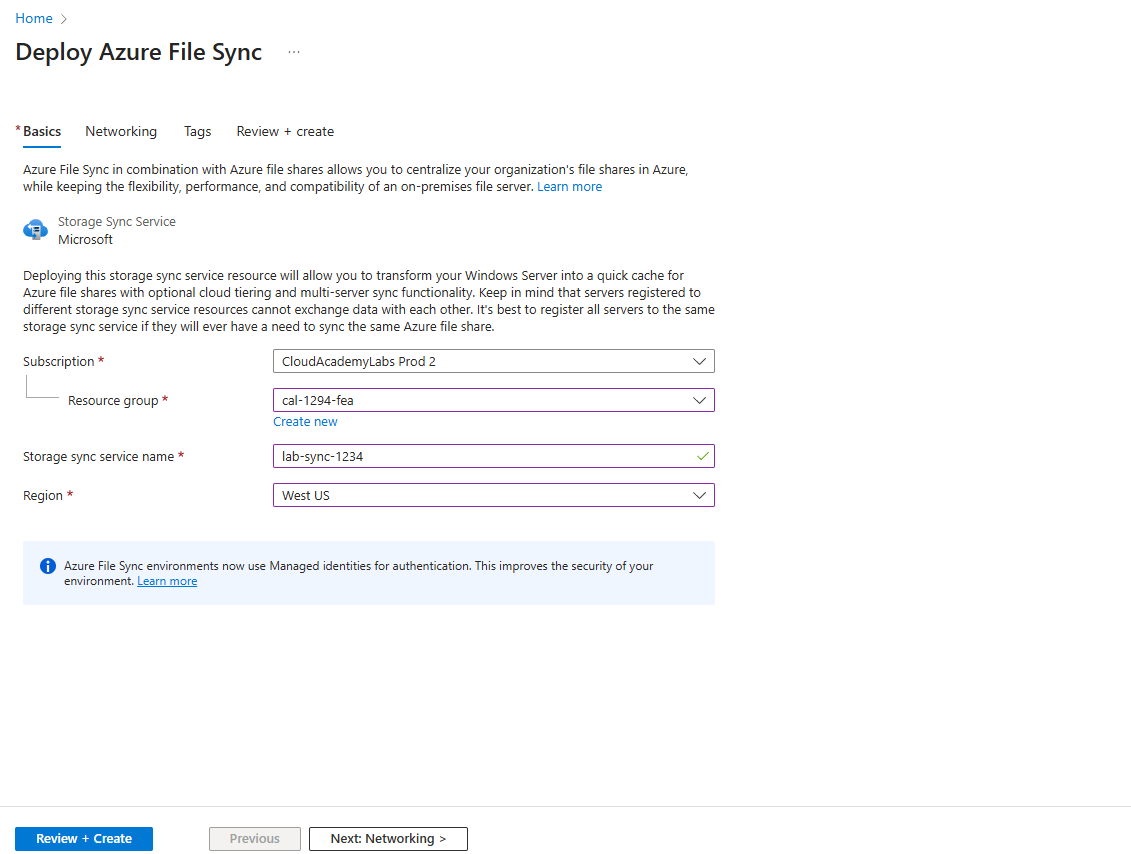 Home >
Deploy Azure File Sync ...
* Basics Networking Tags Review + create
Azure File Sync in combination with Azure file shares allows you to centralize your organization's file shares in Azure,
while keeping the flexibility, performance, and compatibility of an on-premises file server. Learn more
Storage Sync Service
Microsoft
Deploying this storage sync service resource will allow you to transform your Windows Server into a quick cache for
Azure file shares with optional cloud tiering and multi-server sync functionality. Keep in mind that servers registered to
different storage sync service resources cannot exchange data with each other. It's best to register all servers to the same
storage sync service if they will ever have a need to sync the same Azure file share.
Subscription * CloudAcademyLabs Prod 2
Resource group * cal-1294-fea
Create new
Storage sync service name * lab-sync-1234
Region * West US
Azure File Sync environments now use Managed identities for authentication. This improves the security of your
environment. Learn more
Review + Create Previous Next: Networking >